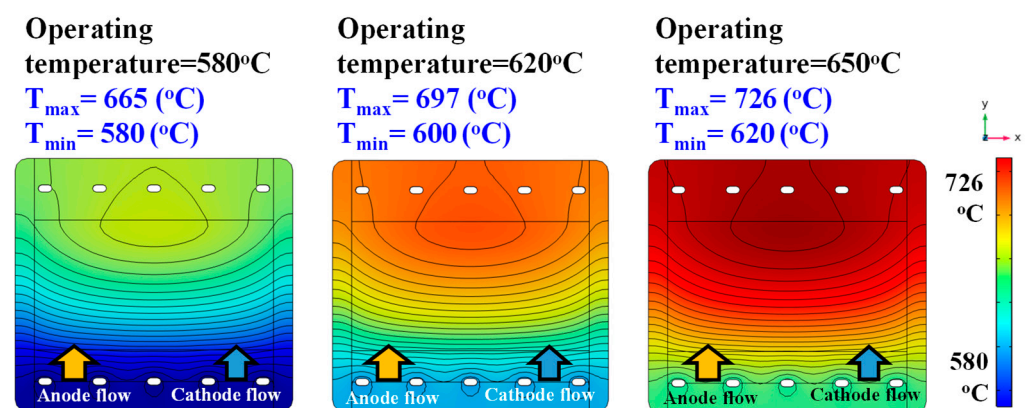 Operating
temperature=580°C
Tmax= 665 (°C)
Tmin= 580 (°C)
Operating
temperature=620°C
Tmax= 697 (°C)
Tmin= 600 (°C)
Operating
temperature=650°C
Tmax= 726 (°C)
Tmin= 620 (°C)
y
z
x
726
°C
580
°C
Anode flow
Cathode flow
Anode flow
Cathode flow
Anode flow
Cathode flow